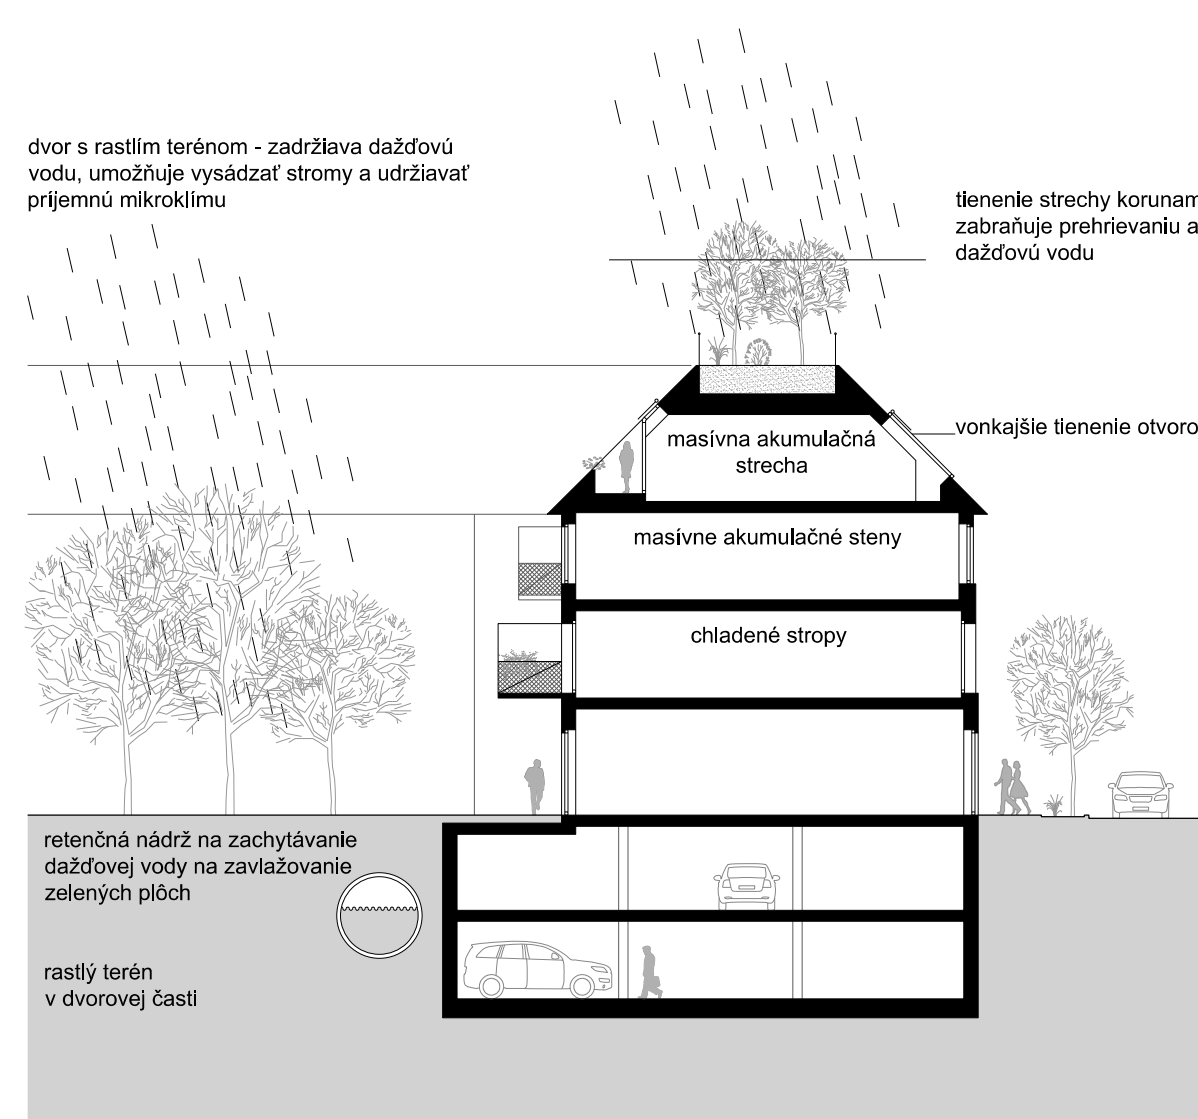 dvor s rastlím terénom - zadržiava dažďovú
vodu, umožňuje vysádzať stromy a udržiavať
príjemnú mikroklímu
tienenie strechy korunam
zabraňuje prehrievaniu a
dažďovú vodu
vonkajšie tienenie otvoro
masívna akumulačná
strecha
masívne akumulačné steny
chladené stropy
retenčná nádrž na zachytávanie
dažďovej vody na zavlažovanie
zelených plôch
rastlý terén
v dvorovej časti